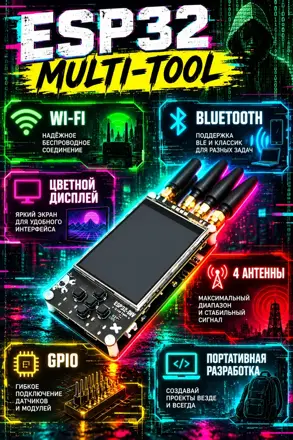 ESP32
MULTI-TOOL
WI-FI
НАДЁЖНОЕ
БЕСПРОВОДНОЕ
СОЕДИНЕНИЕ
BLUETOOTH
ПОДДЕРЖКА
BLE И КЛАССИК
ДЛЯ РАЗНЫХ ЗАДАЧ
ЦВЕТНОЙ
ДИСПЛЕЙ
ЯРКИЙ ЭКРАН
ДЛЯ УДОБНОГО
ИНТЕРФЕЙСА
4 АНТЕННЫ
МАКСИМАЛЬНЫЙ
ДИАПАЗОН
И СТАБИЛЬНЫЙ
СИГНАЛ
GPIO
ГИБКОЕ
ПОДКЛЮЧЕНИЕ
ДАТЧИКОВ
И МОДУЛЕЙ
ПОРТАТИВНАЯ
РАЗРАБОТКА
СОЗДАВАЙ
ПРОЕКТЫ ВЕЗДЕ
И ВСЕГДА